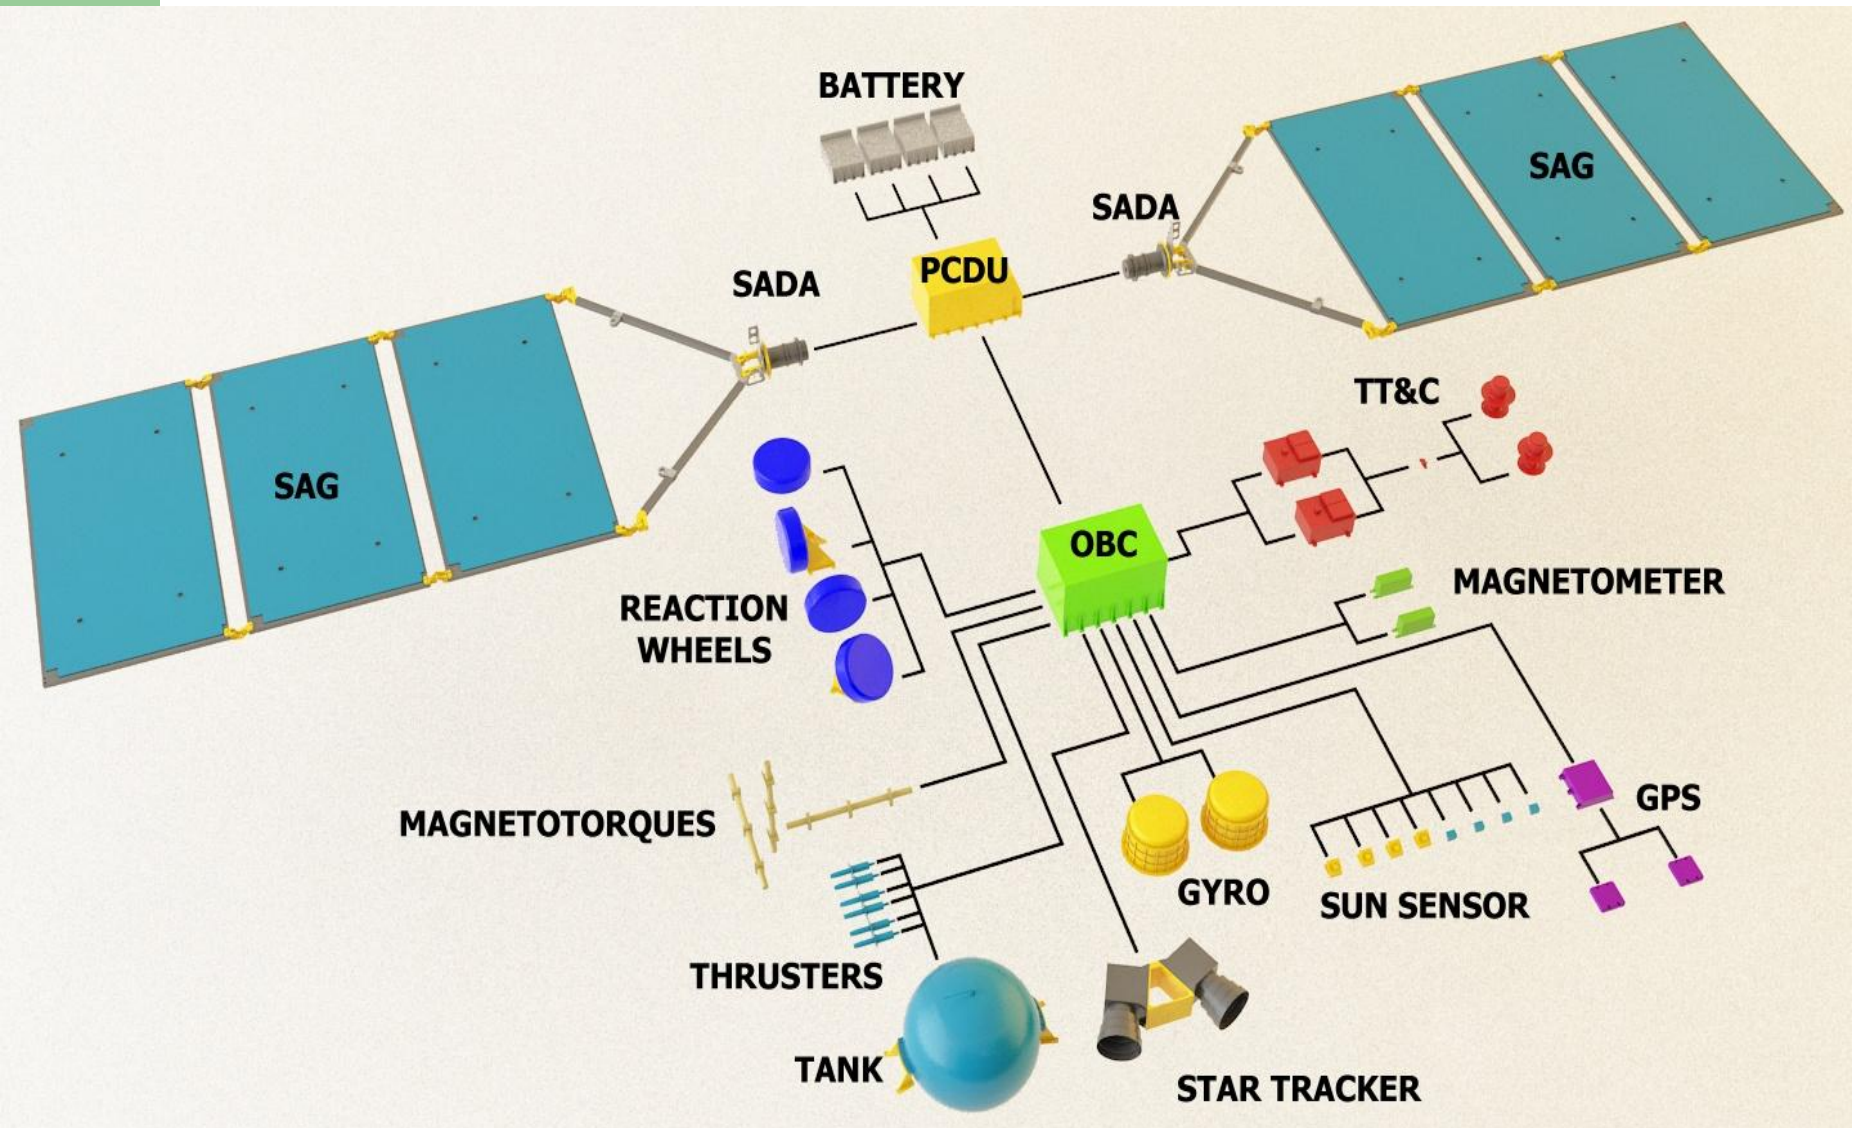 BATTERY
SAG
SADA
PCDU
SADA
TT&C
SAG
OBC
MAGNETOMETER
REACTION
WHEELS
GPS
MAGNETOTORQUES
GYRO
SUN SENSOR
THRUSTERS
TANK
STAR TRACKER